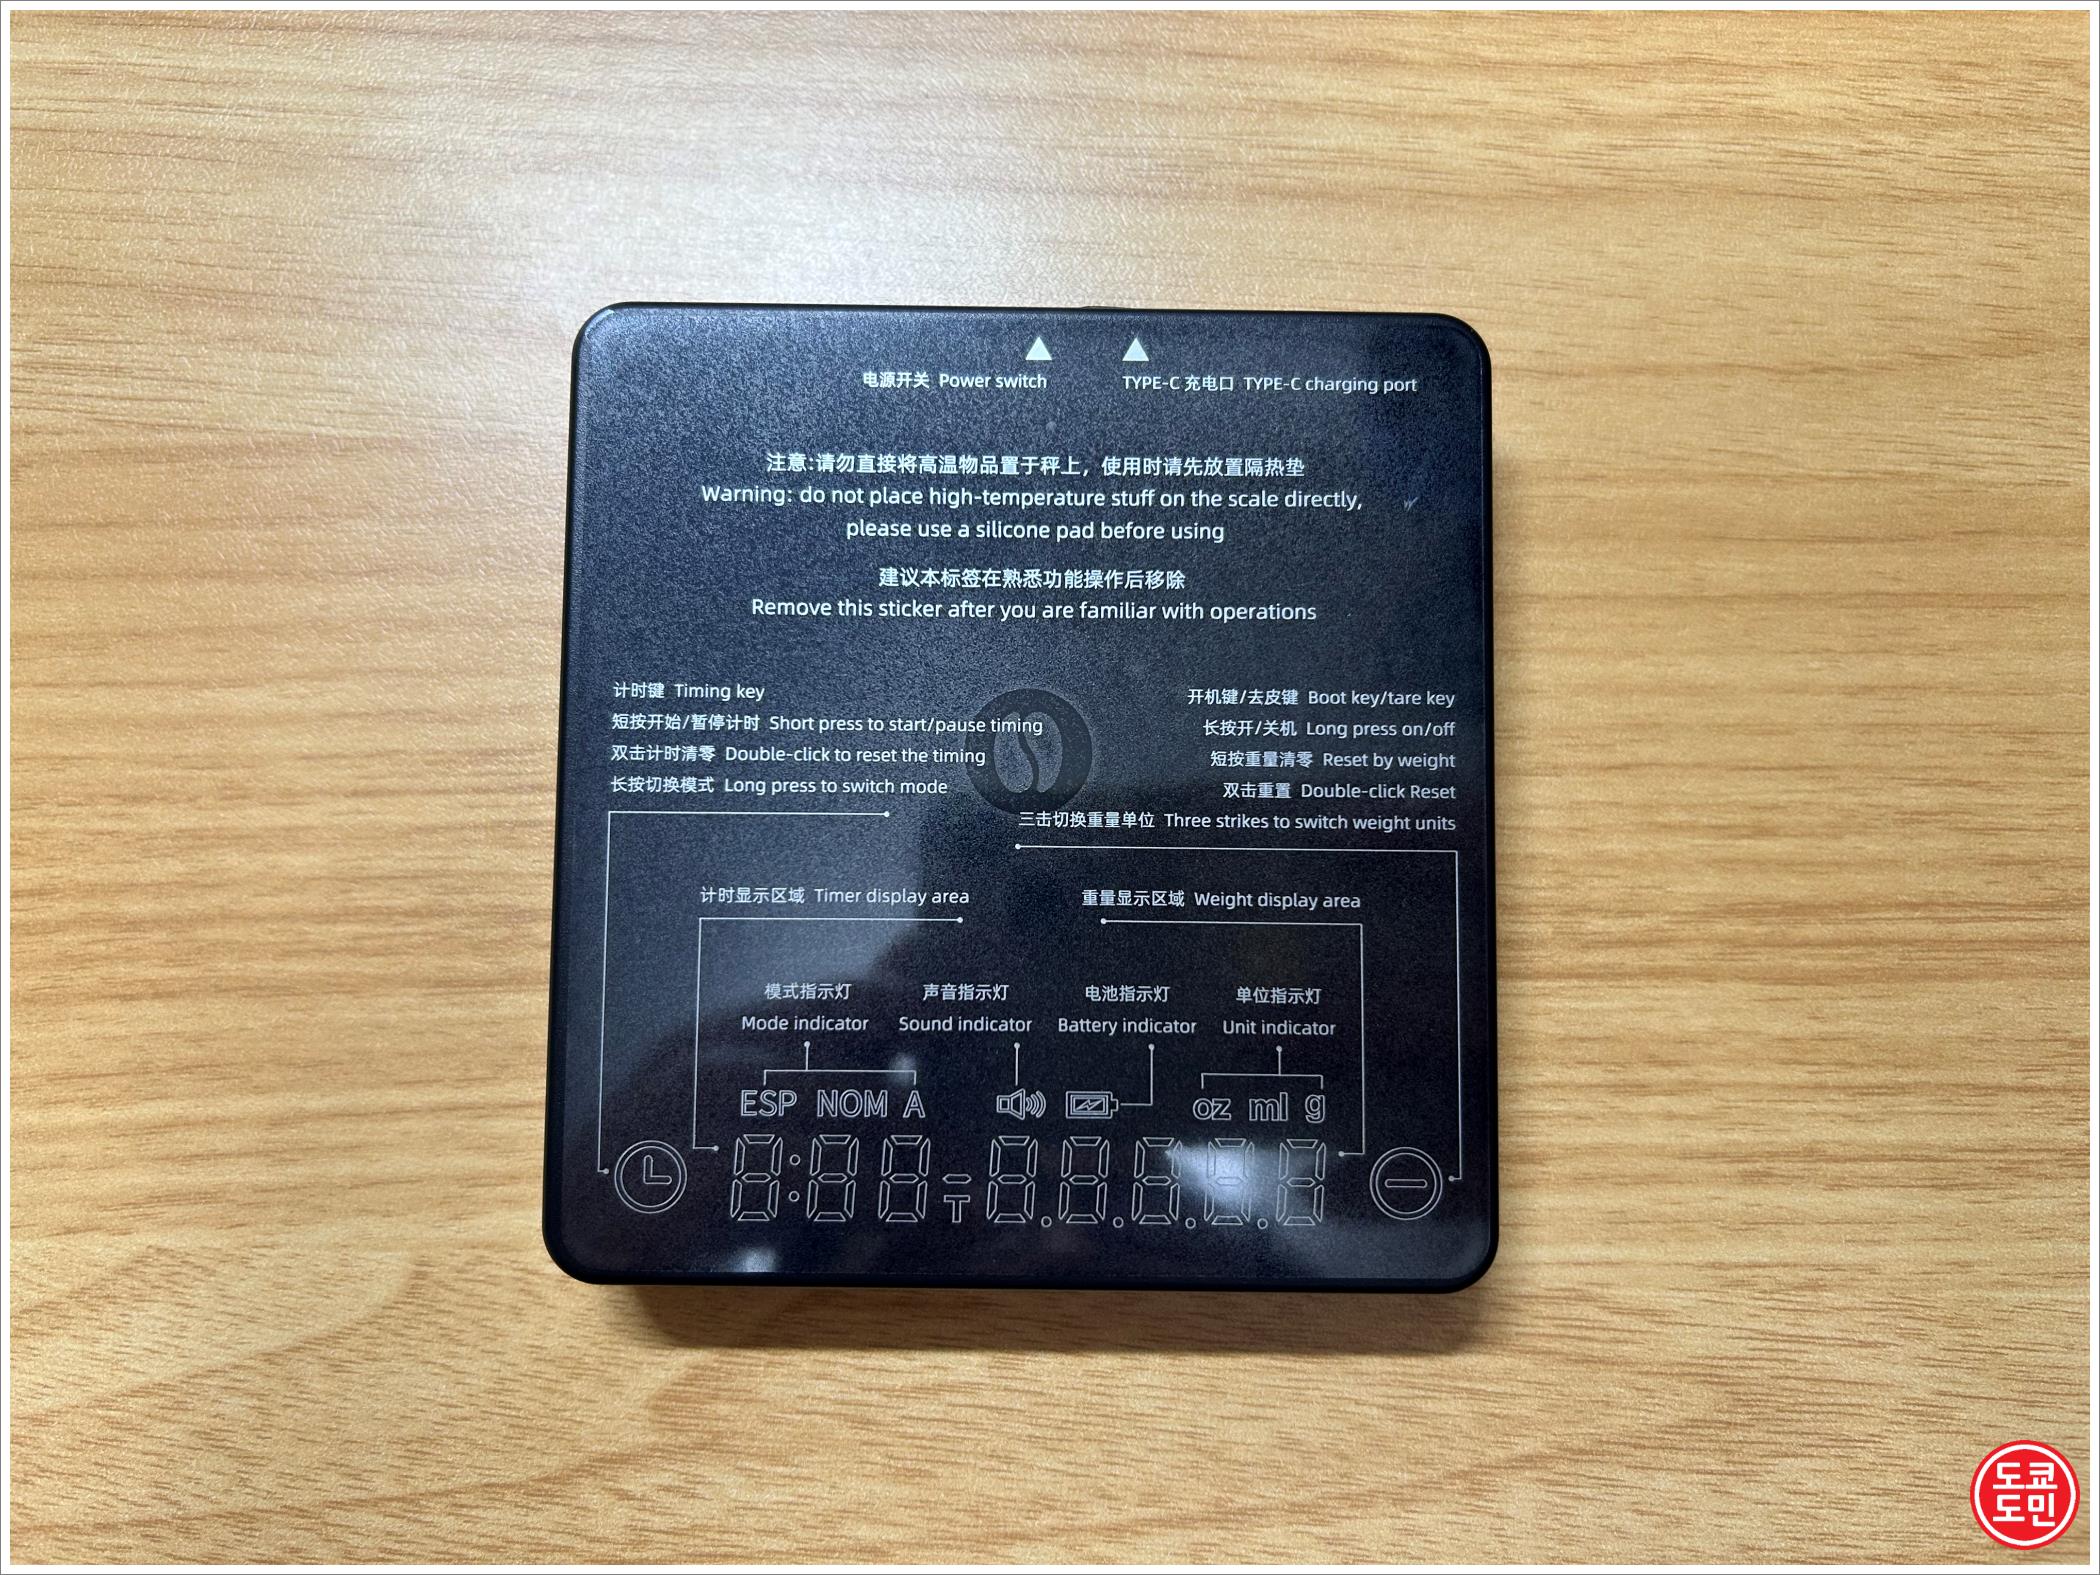 电源开关 Power switch
TYPE-C 充电口 TYPE-C charging port
注意:请勿直接将高温物品置于秤上，使用时请先放置隔热垫
Warning: do not place high-temperature stuff on the scale directly,
please use a silicone pad before using
建议本标签在熟悉功能操作后移除
Remove this sticker after you are familiar with operations
计时键 Timing key
短按开始/暂停计时 Short press to start/pause timing
双击计时清零 Double-click to reset the timing
长按切换模式 Long press to switch mode
开机键/去皮键 Boot key/tare key
长按开/关机 Long press on/off
短按重量清零 Reset by weight
双击重置 Double-click Reset
三击切换重量单位 Three strikes to switch weight units
计时显示区域 Timer display area
重量显示区域 Weight display area
模式指示灯
Mode indicator
声音指示灯
Sound indicator
电池指示灯
Battery indicator
单位指示灯
Unit indicator
ESP NOM A
oz ml g
8:88 T 8.8.8.8.8
도쿄
도민